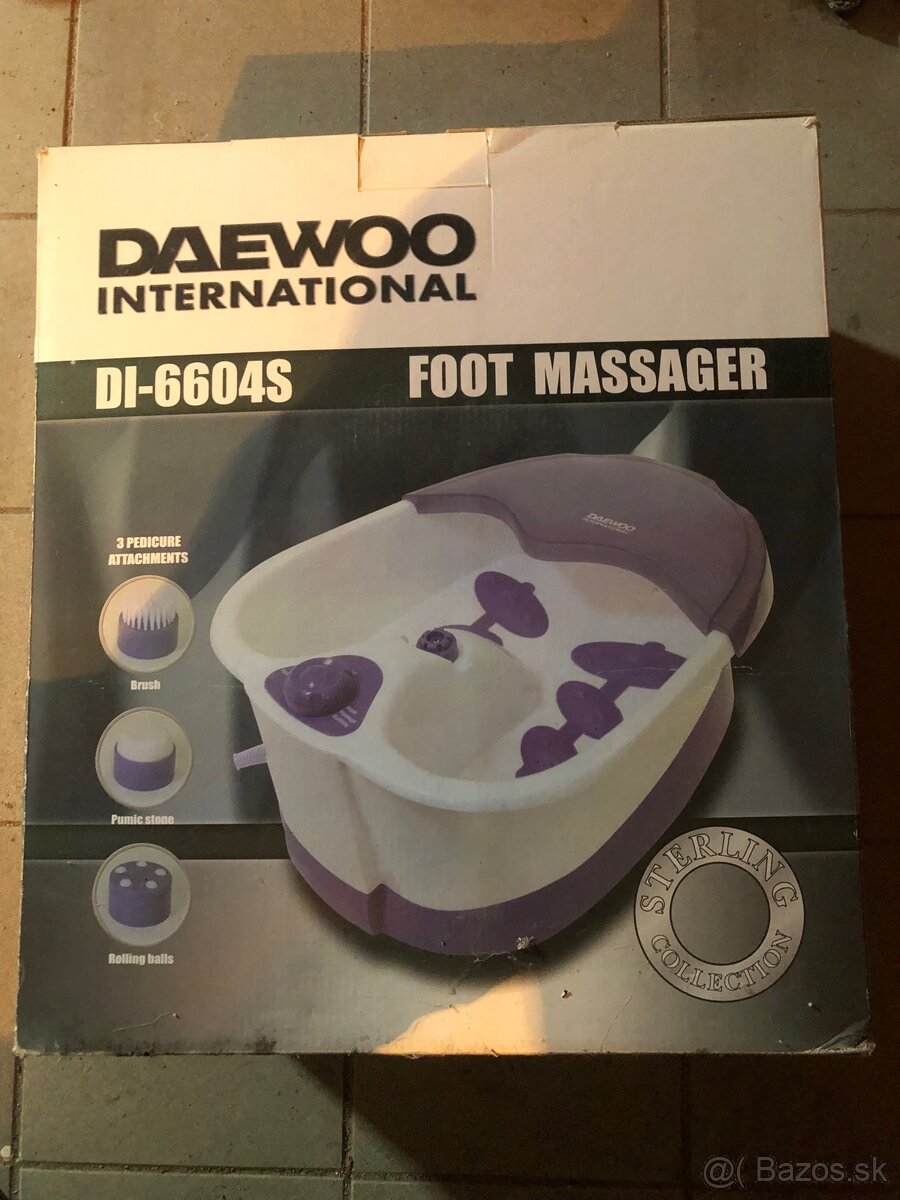 DAEWOO
INTERNATIONAL
DI-6604S FOOT MASSAGER
DAEWOO
INTERNATIONAL
3 PEDICURE
ATTACHMENTS
Brush
Pumic stone
Rolling balls
STERLING
COLLECTION
@( Bazos.sk